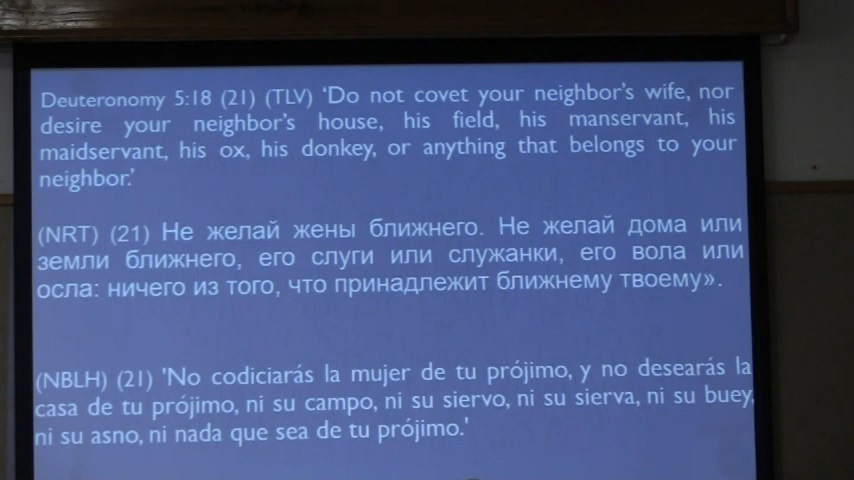 Deuteronomy 5:18 (21) (TLV) ‘Do not covet your neighbor’s wife, nor
desire your neighbor’s house, his field, his manservant, his
maidservant, his ox, his donkey, or anything that belongs to your
neighbor.’
(NRT) (21) Не желай жены ближнего. Не желай дома или
земли ближнего, его слуги или служанки, его вола или
осла: ничего из того, что принадлежит ближнему твоему».
(NBLH) (21) 'No codiciarás la mujer de tu prójimo, y no desearás la
casa de tu prójimo, ni su campo, ni su siervo, ni su sierva, ni su buey,
ni su asno, ni nada que sea de tu prójimo.'